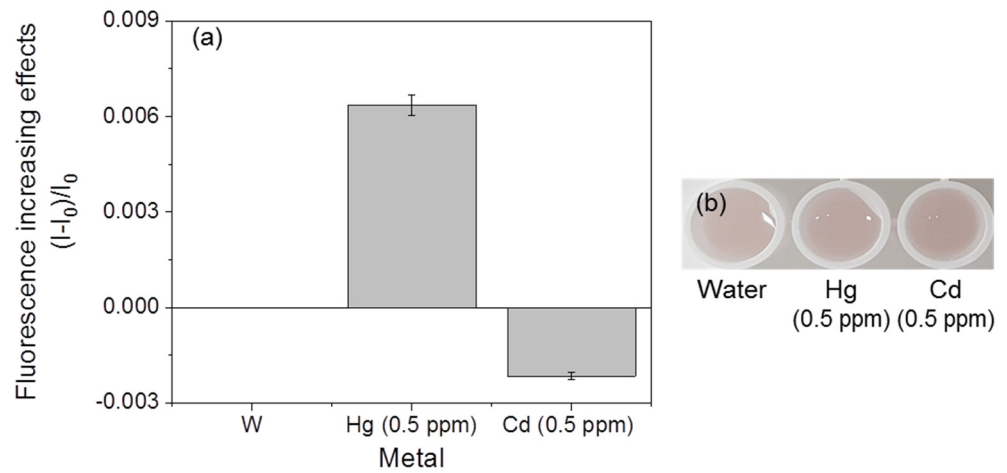 Fluorescence increasing effects
(I-I0)/I0
0.009
0.006
0.003
0.000
-0.003
(a)
W
Hg (0.5 ppm)
Cd (0.5 ppm)
Metal
(b)
Water
Hg
(0.5 ppm)
Cd
(0.5 ppm)